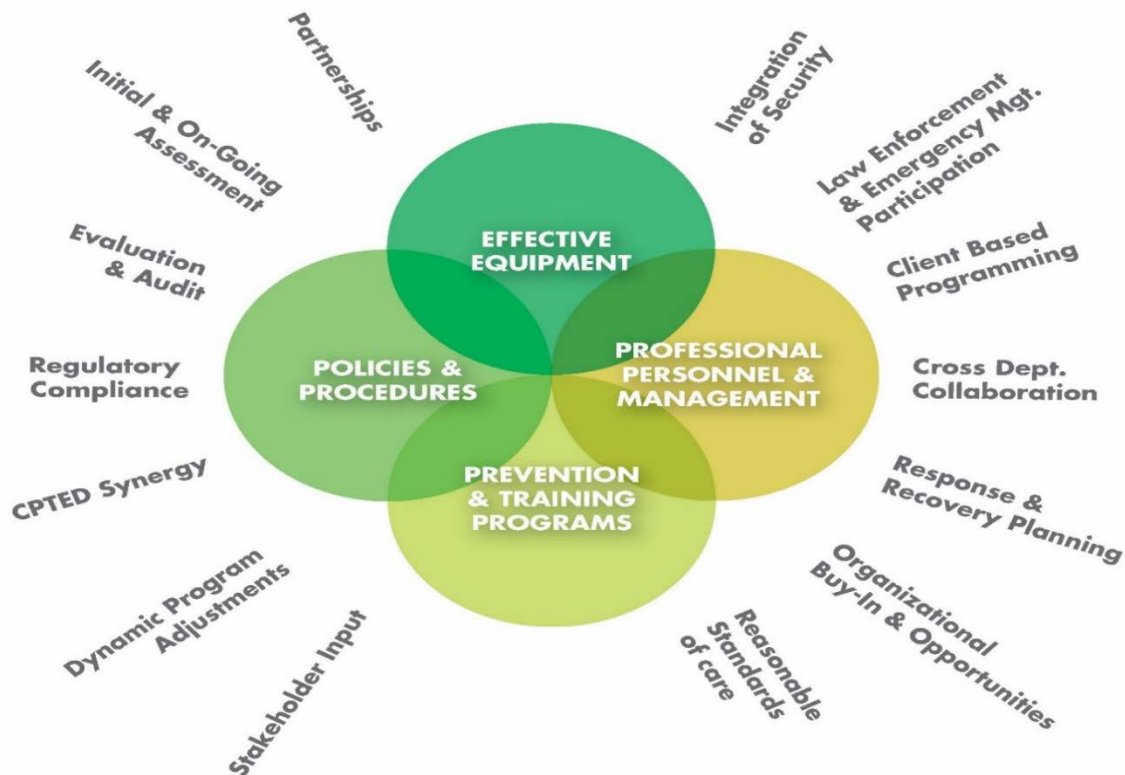 Partnerships
Integration
of Security
Initial & On-Going
Assessment
Law Enforcement
& Emergency Mgt.
Participation
Evaluation
& Audit
Client Based
Programming
EFFECTIVE
EQUIPMENT
Regulatory
Compliance
POLICIES &
PROCEDURES
PROFESSIONAL
PERSONNEL &
MANAGEMENT
Cross Dept.
Collaboration
CPTED Synergy
PREVENTION
& TRAINING
PROGRAMS
Response &
Recovery Planning
Dynamic Program
Adjustments
Organizational
Buy-In & Opportunities
Stakeholder Input
Reasonable
Standards
of care